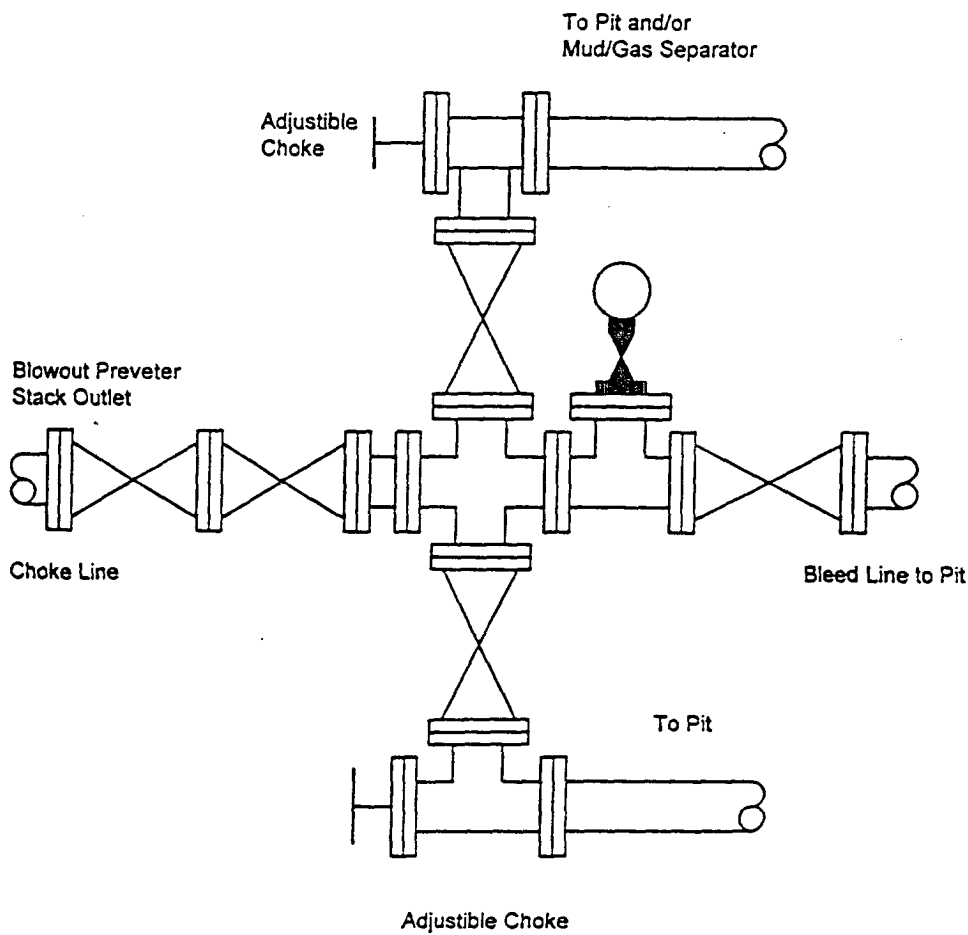 To Pit and/or
Mud/Gas Separator
Adjustible
Choke
Blowout Preveter
Stack Outlet
Choke Line
Bleed Line to Pit
To Pit
Adjustible Choke